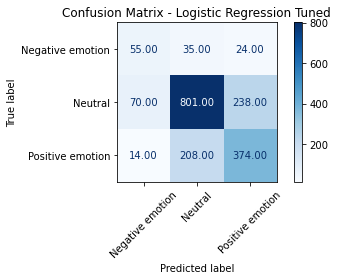 Confusion Matrix - Logistic Regression Tuned
True label
Negative emotion 55.00 35.00 24.00
Neutral 70.00 801.00 238.00
Positive emotion 14.00 208.00 374.00
Negative emotion Neutral Positive emotion
Predicted label
800
600
400
200